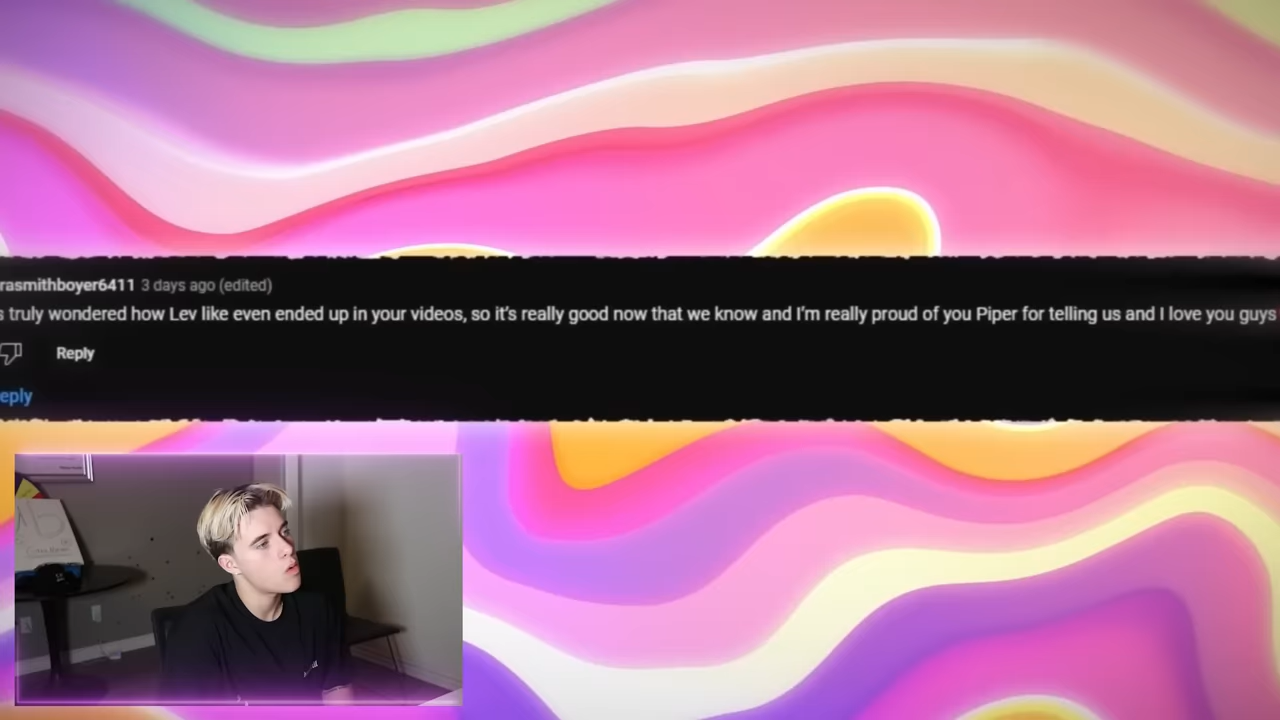 rasmithboyer6411 3 days ago (edited)
s truly wondered how Lev like even ended up in your videos, so it's really good now that we know and I'm really proud of you Piper for telling us and I love you guys
Reply
eply